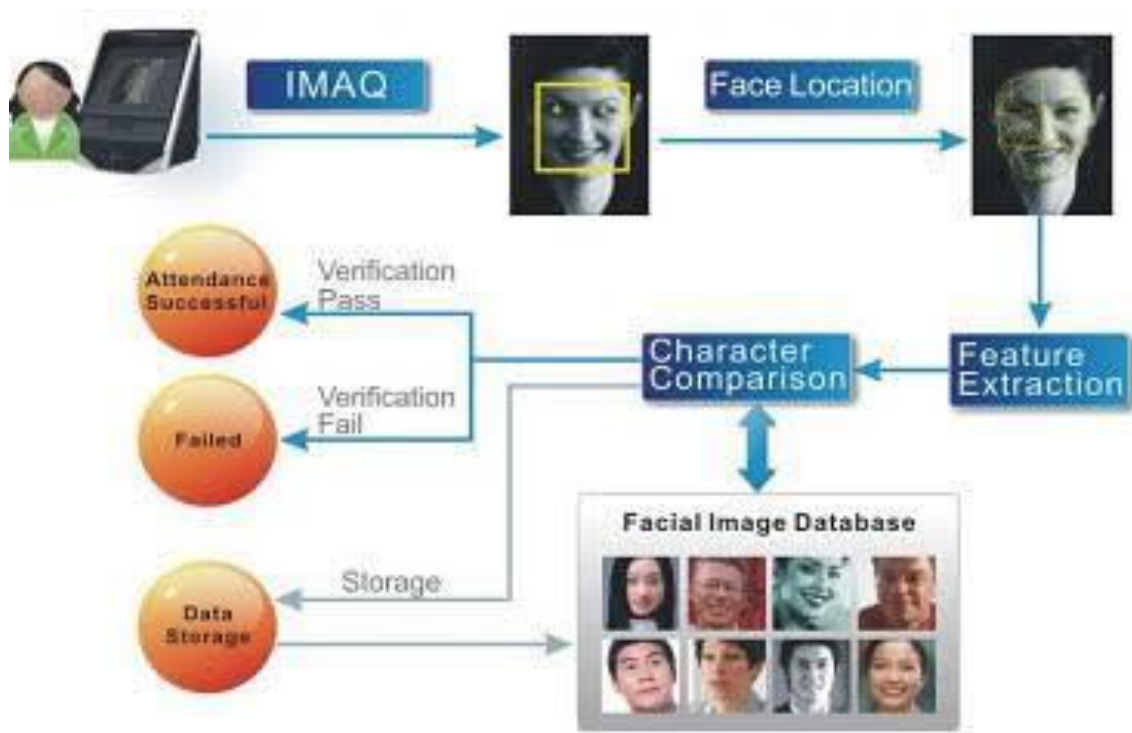 IMAQ
Face Location
Attendance
Successful
Verification
Pass
Character
Comparison
Feature
Extraction
Verification
Fail
Failed
Facial Image Database
Storage
Data
Storage